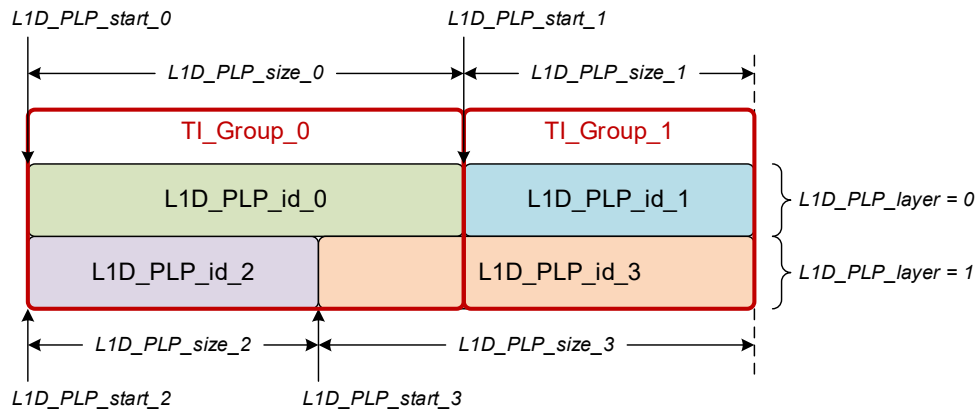 L1D_PLP_start_0
L1D_PLP_start_1
L1D_PLP_size_0
L1D_PLP_size_1
TI_Group_0
TI_Group_1
L1D_PLP_id_0
L1D_PLP_id_1
L1D_PLP_layer = 0
L1D_PLP_id_2
L1D_PLP_id_3
L1D_PLP_layer = 1
L1D_PLP_size_2
L1D_PLP_size_3
L1D_PLP_start_2
L1D_PLP_start_3